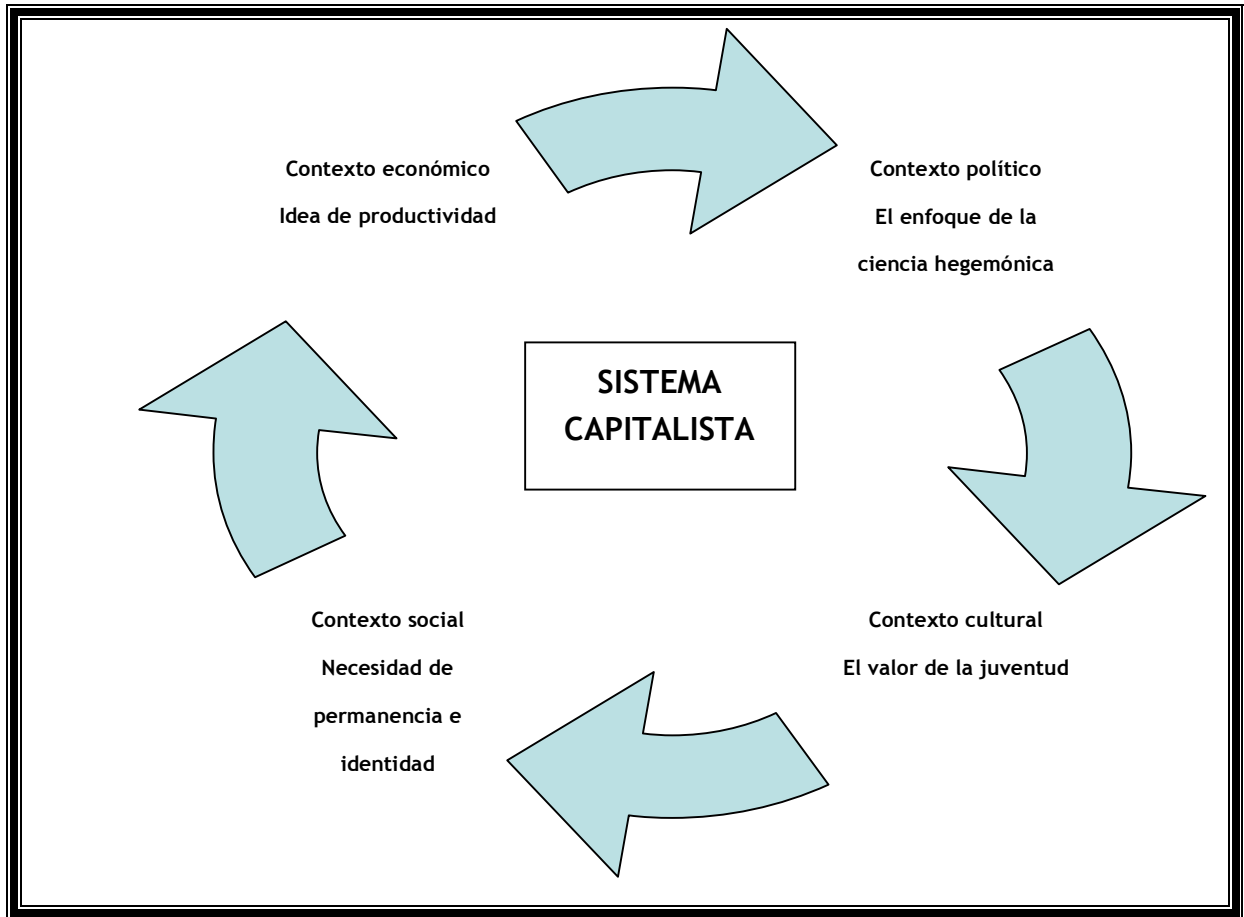 Contexto económico
Idea de productividad
Contexto político
El enfoque de la
ciencia hegemónica
SISTEMA
CAPITALISTA
Contexto social
Necesidad de
permanencia e
identidad
Contexto cultural
El valor de la juventud